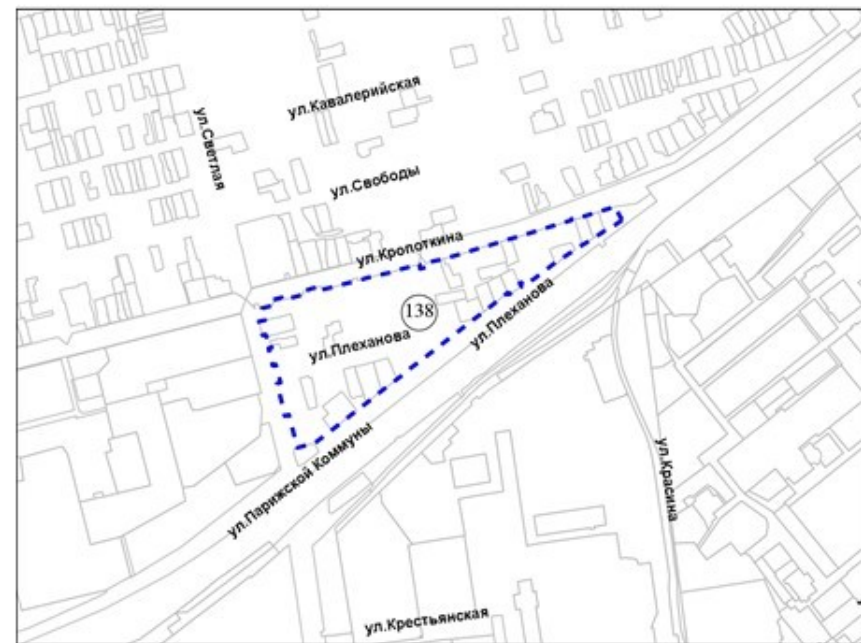 ул.Кавалерийская
ул.Светлая
ул.Свободы
ул.Кропоткина
138
ул.Плеханова
ул.Плеханова
ул.Парижской Коммуны
ул.Красина
ул.Крестьянская